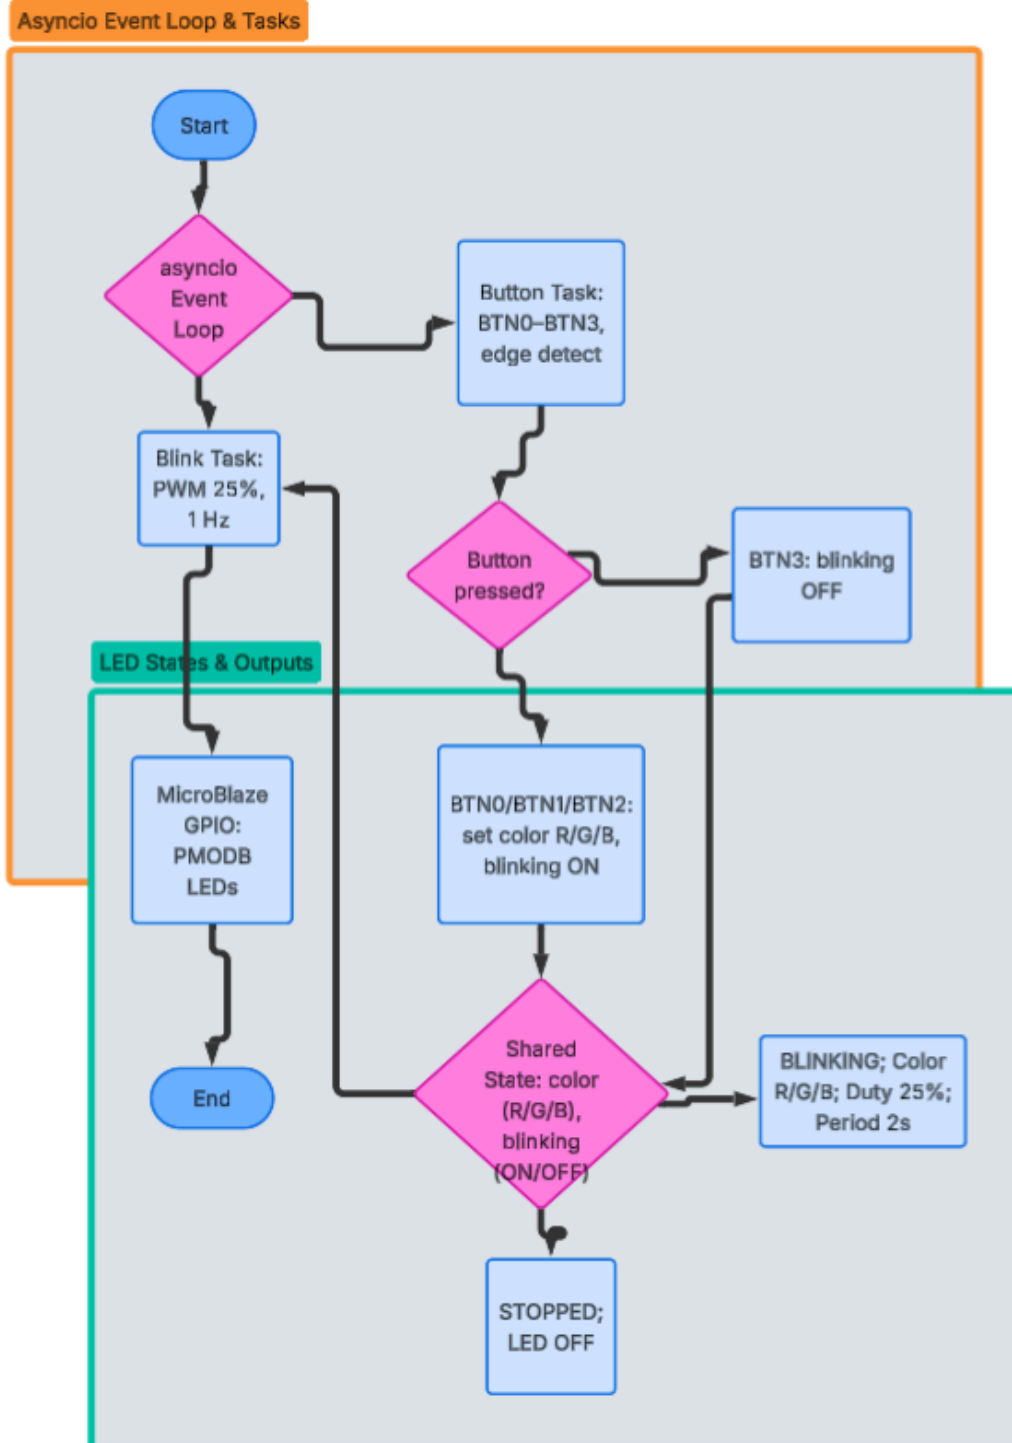 Asyncio Event Loop & Tasks
Start
asyncio
Event
Loop
Button Task:
BTN0–BTN3,
edge detect
Blink Task:
PWM 25%,
1 Hz
Button
pressed?
BTN3: blinking
OFF
LED States & Outputs
MicroBlaze
GPIO:
PMODB
LEDs
BTN0/BTN1/BTN2:
set color R/G/B,
blinking ON
Shared
State: color
(R/G/B),
blinking
(ON/OFF)
BLINKING; Color
R/G/B; Duty 25%;
Period 2s
End
STOPPED;
LED OFF